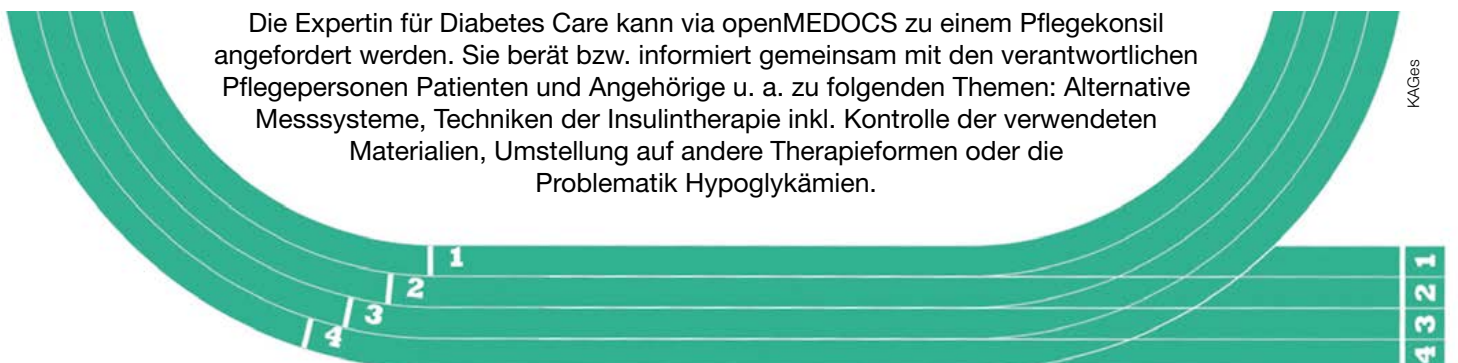 Die Expertin für Diabetes Care kann via openMEDOCS zu einem Pflegekonsil
angefordert werden. Sie berät bzw. informiert gemeinsam mit den verantwortlichen
Pflegepersonen Patienten und Angehörige u. a. zu folgenden Themen: Alternative
Messsysteme, Techniken der Insulintherapie inkl. Kontrolle der verwendeten
Materialien, Umstellung auf andere Therapieformen oder die
Problematik Hypoglykämien.
KAGes
1
2
3
4
1
2
3
4